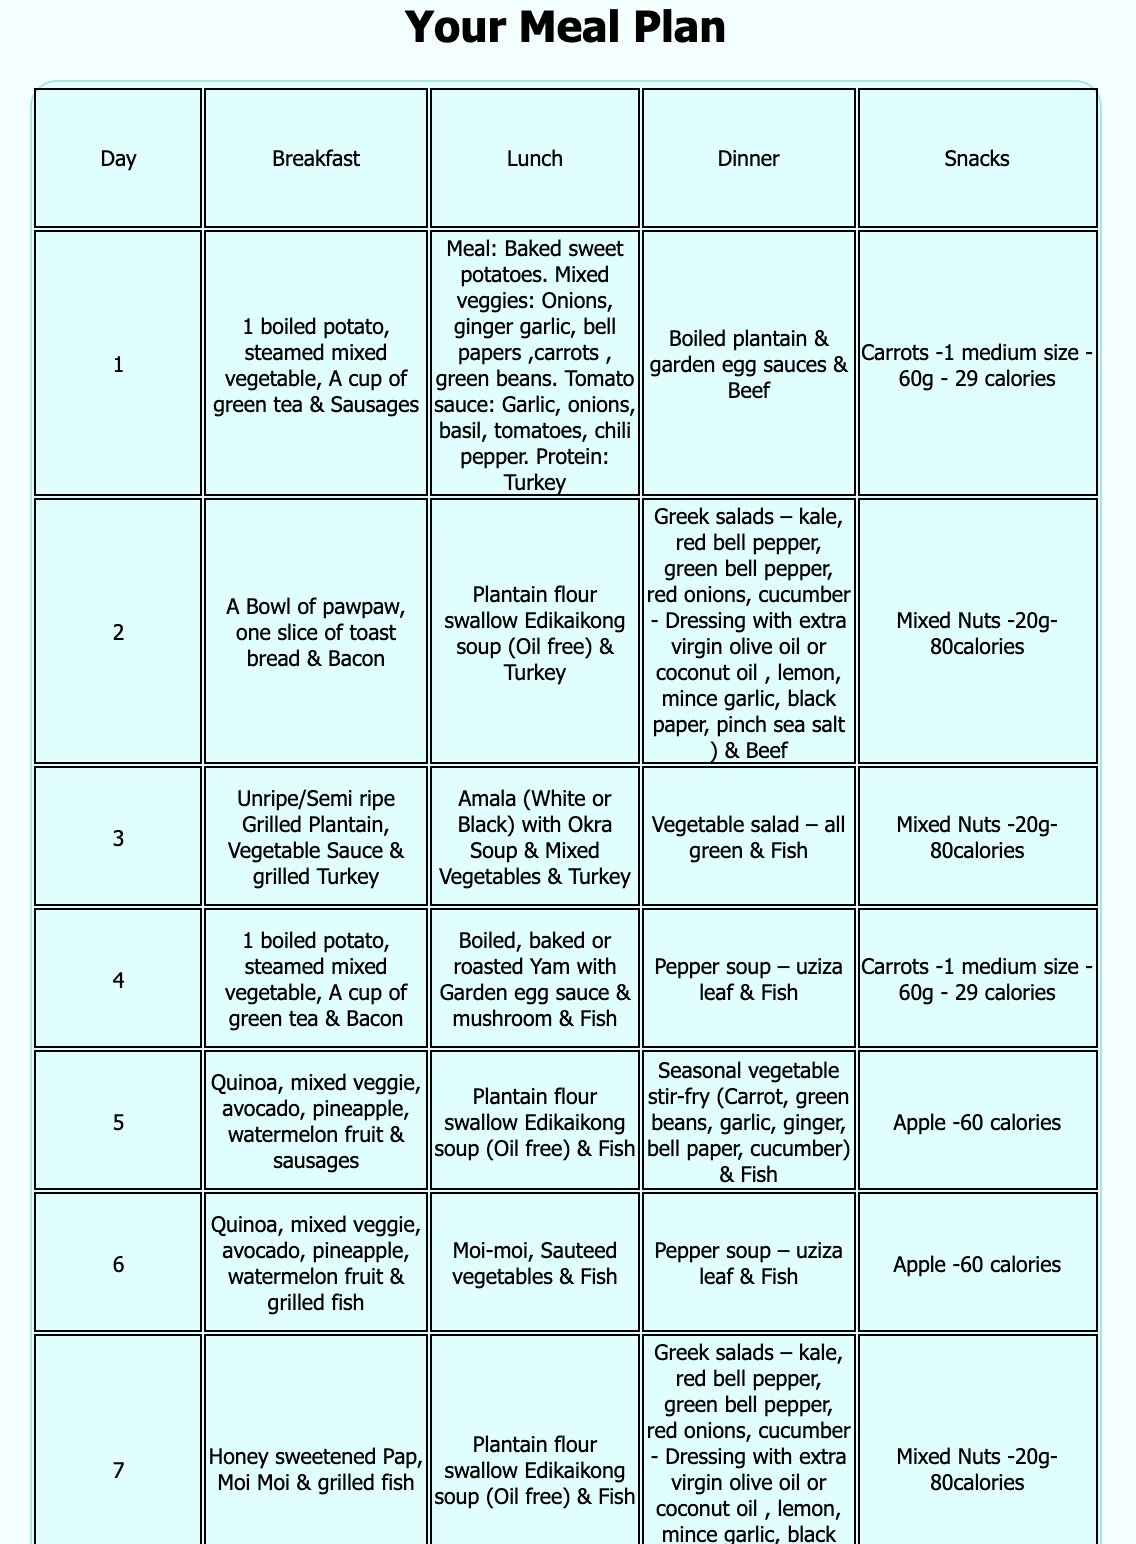 Your Meal Plan
Day
Breakfast
Lunch
Dinner
Snacks
1
1 boiled potato,
steamed mixed
vegetable, A cup of
green tea & Sausages
Meal: Baked sweet
potatoes. Mixed
veggies: Onions,
ginger garlic, bell
papers ,carrots ,
green beans. Tomato
sauce: Garlic, onions,
basil, tomatoes, chili
pepper. Protein:
Turkey
Boiled plantain &
garden egg sauces &
Beef
Carrots -1 medium size -
60g - 29 calories
2
A Bowl of pawpaw,
one slice of toast
bread & Bacon
Plantain flour
swallow Edikaikong
soup (Oil free) &
Turkey
Greek salads – kale,
red bell pepper,
green bell pepper,
red onions, cucumber
- Dressing with extra
virgin olive oil or
coconut oil , lemon,
mince garlic, black
paper, pinch sea salt
) & Beef
Mixed Nuts -20g-
80calories
3
Unripe/Semi ripe
Grilled Plantain,
Vegetable Sauce &
grilled Turkey
Amala (White or
Black) with Okra
Soup & Mixed
Vegetables & Turkey
Vegetable salad – all
green & Fish
Mixed Nuts -20g-
80calories
4
1 boiled potato,
steamed mixed
vegetable, A cup of
green tea & Bacon
Boiled, baked or
roasted Yam with
Garden egg sauce &
mushroom & Fish
Pepper soup – uziza
leaf & Fish
Carrots -1 medium size -
60g - 29 calories
5
Quinoa, mixed veggie,
avocado, pineapple,
watermelon fruit &
sausages
Plantain flour
swallow Edikaikong
soup (Oil free) & Fish
Seasonal vegetable
stir-fry (Carrot, green
beans, garlic, ginger,
bell paper, cucumber)
& Fish
Apple -60 calories
6
Quinoa, mixed veggie,
avocado, pineapple,
watermelon fruit &
grilled fish
Moi-moi, Sauteed
vegetables & Fish
Pepper soup – uziza
leaf & Fish
Apple -60 calories
7
Honey sweetened Pap,
Moi Moi & grilled fish
Plantain flour
swallow Edikaikong
soup (Oil free) & Fish
Greek salads – kale,
red bell pepper,
green bell pepper,
red onions, cucumber
- Dressing with extra
virgin olive oil or
coconut oil , lemon,
mince garlic, black
Mixed Nuts -20g-
80calories